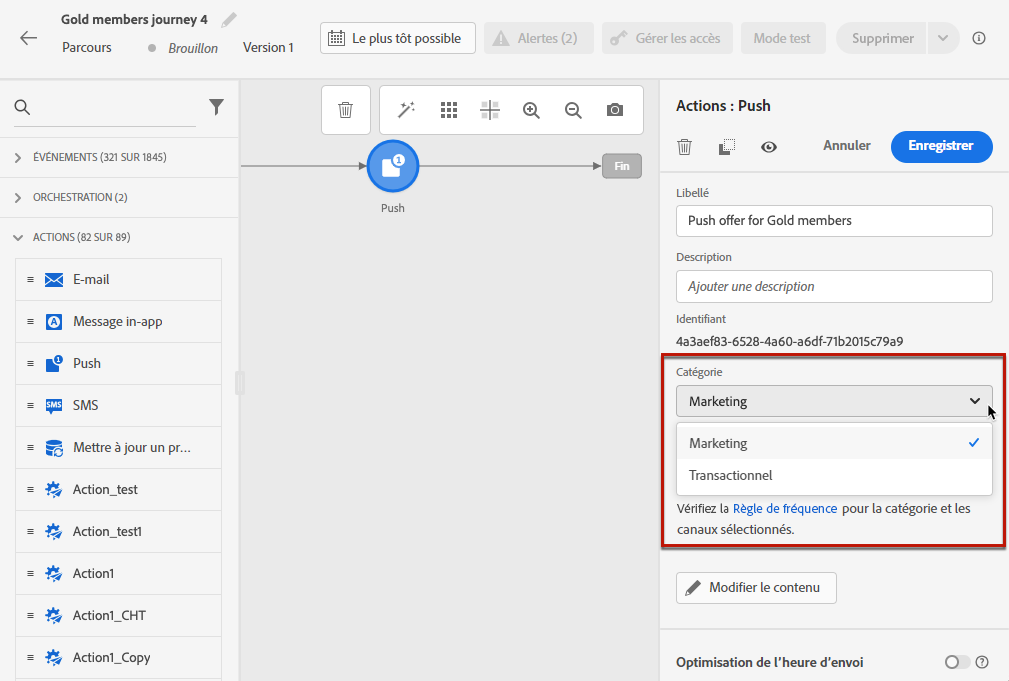 Gold members journey 4
Parcours
Brouillon
Version 1
Le plus tôt possible
Alertes (2)
Gérer les accès
Mode test
Supprimer
ÉVÉNEMENTS (321 SUR 1845)
ORCHESTRATION (2)
ACTIONS (82 SUR 89)
E-mail
Message in-app
Push
SMS
SMS
Mettre à jour un pr...
Action_test
Action_test1
Action1
Action1_CHT
Action1_Copy
1
Push
Fin
Actions : Push
Annuler
Enregistrer
Libellé
Push offer for Gold members
Description
Ajouter une description
Identifiant
4a3aef83-6528-4a60-a6df-71b2015c79a9
Catégorie
Marketing
Marketing
Transactionnel
Vérifiez la Règle de fréquence pour la catégorie et les
canaux sélectionnés.
Modifier le contenu
Optimisation de l'heure d'envoi